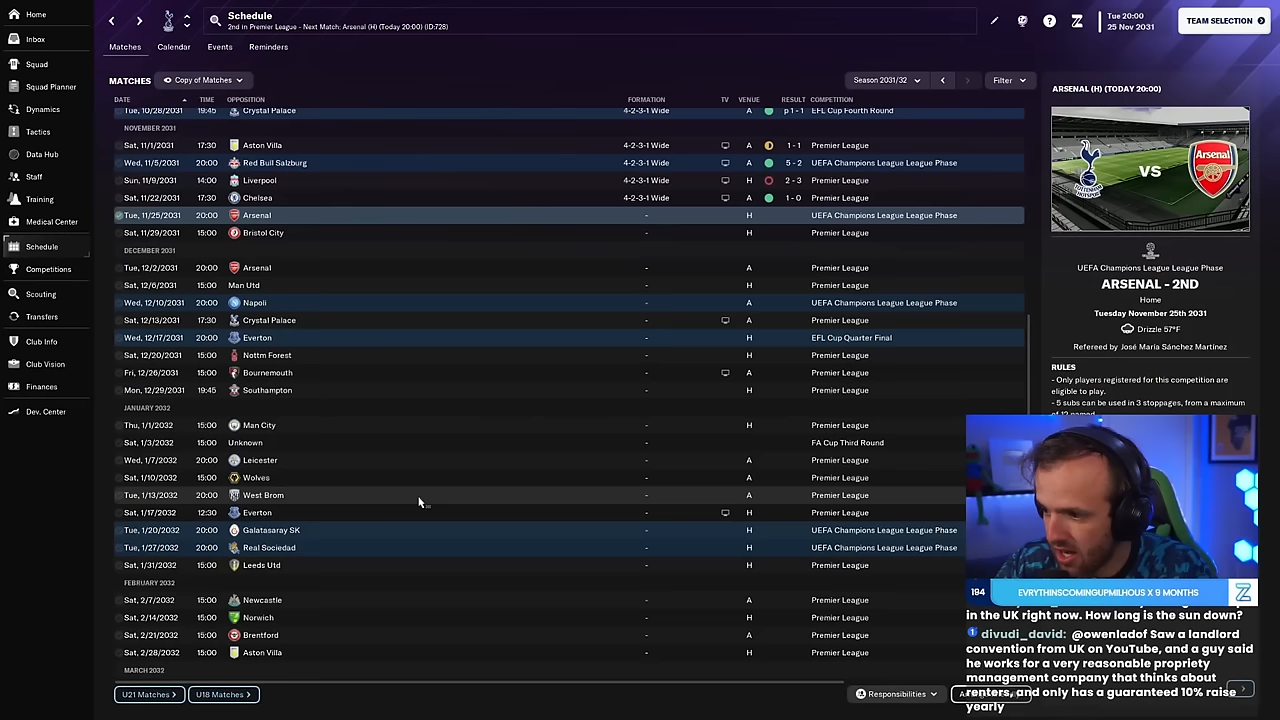 Home
Inbox
Squad
Squad Planner
Dynamics
Tactics
Data Hub
Staff
Training
Medical Center
Schedule
Competitions
Scouting
Transfers
Club Info
Club Vision
Finances
Dev. Center
Schedule
2nd in Premier League - Next Match: Arsenal (H) (Today 20:00) (ID:728)
Tue 20:00
25 Nov 2031
TEAM SELECTION
Matches Calendar Events Reminders
MATCHES Copy of Matches Season 2031/32 Filter
DATE TIME OPPOSITION FORMATION TV VENUE RESULT COMPETITION
Tue, 10/28/2031 19:45 Crystal Palace 4-2-3-1 Wide A p 1 - 1 EFL Cup Fourth Round
NOVEMBER 2031
Sat, 11/1/2031 17:30 Aston Villa 4-2-3-1 Wide A 1 - 1 Premier League
Wed, 11/5/2031 20:00 Red Bull Salzburg 4-2-3-1 Wide A 5 - 2 UEFA Champions League League Phase
Sun, 11/9/2031 14:00 Liverpool 4-2-3-1 Wide H 2 - 3 Premier League
Sat, 11/22/2031 17:30 Chelsea 4-2-3-1 Wide A 1 - 0 Premier League
Tue, 11/25/2031 20:00 Arsenal - H UEFA Champions League League Phase
Sat, 11/29/2031 15:00 Bristol City - H Premier League
DECEMBER 2031
Tue, 12/2/2031 20:00 Arsenal - A Premier League
Sat, 12/6/2031 15:00 Man Utd - H Premier League
Wed, 12/10/2031 20:00 Napoli - A UEFA Champions League League Phase
Sat, 12/13/2031 17:30 Crystal Palace - A Premier League
Wed, 12/17/2031 20:00 Everton - H EFL Cup Quarter Final
Sat, 12/20/2031 15:00 Nottm Forest - H Premier League
Fri, 12/26/2031 15:00 Bournemouth - A Premier League
Mon, 12/29/2031 19:45 Southampton - H Premier League
JANUARY 2032
Thu, 1/1/2032 15:00 Man City - H Premier League
Sat, 1/3/2032 15:00 Unknown - FA Cup Third Round
Wed, 1/7/2032 20:00 Leicester - A Premier League
Sat, 1/10/2032 15:00 Wolves - A Premier League
Tue, 1/13/2032 20:00 West Brom - A Premier League
Sat, 1/17/2032 12:30 Everton - H Premier League
Tue, 1/20/2032 20:00 Galatasaray SK - H UEFA Champions League League Phase
Tue, 1/27/2032 20:00 Real Sociedad - H UEFA Champions League League Phase
Sat, 1/31/2032 15:00 Leeds Utd - H Premier League
FEBRUARY 2032
Sat, 2/7/2032 15:00 Newcastle - A Premier League
Sat, 2/14/2032 15:00 Norwich - H Premier League
Sat, 2/21/2032 15:00 Brentford - A Premier League
Sat, 2/28/2032 15:00 Aston Villa - H Premier League
MARCH 2032
U21 Matches U18 Matches Responsibilities
ARSENAL (H) (TODAY 20:00)
TOTTENHAM HOTSPUR
VS
Arsenal
UEFA Champions League League Phase
ARSENAL - 2ND
Home
Tuesday November 25th 2031
Drizzle 57°F
Refereed by José María Sánchez Martínez
RULES
- Only players registered for this competition are
eligible to play.
- 5 subs can be used in 3 stoppages, from a maximum
of 12 named
194 EVRYTHINSCOMINGUPMILHOUS X 9 MONTHS
in the UK right now. How long is the sun down?
1 divudi_david: @owenladof Saw a landlord
convention from UK on YouTube, and a guy said
he works for a very reasonable propriety
management company that thinks about
renters, and only has a guaranteed 10% raise
yearly